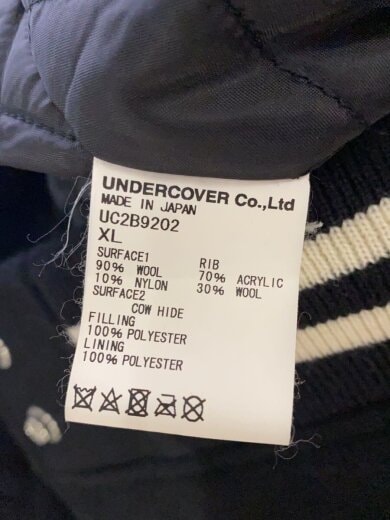 UNDERCOVER Co.,Ltd
MADE IN JAPAN
UC2B9202
XL
SURFACE1
90% WOOL
10% NYLON
SURFACE2
COW HIDE
RIB
70% ACRYLIC
30% WOOL
FILLING
100% POLYESTER
LINING
100% POLYESTER